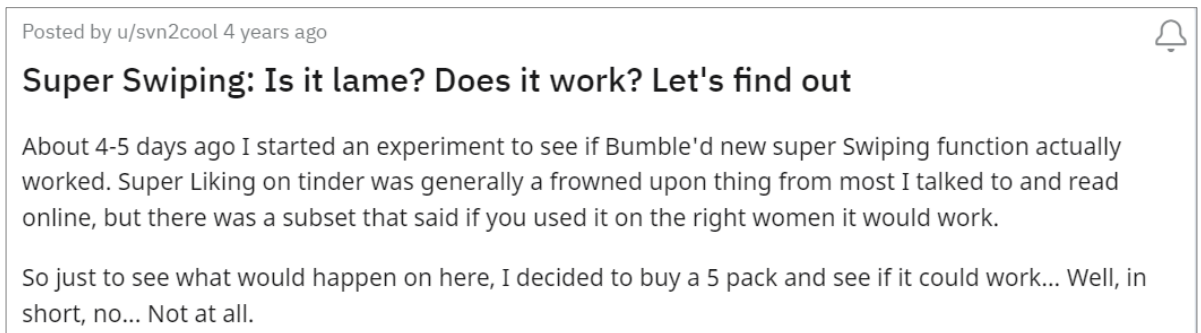 Posted by u/svn2cool 4 years ago
Super Swiping: Is it lame? Does it work? Let's find out
About 4-5 days ago I started an experiment to see if Bumble'd new super Swiping function actually
worked. Super Liking on tinder was generally a frowned upon thing from most I talked to and read
online, but there was a subset that said if you used it on the right women it would work.
So just to see what would happen on here, I decided to buy a 5 pack and see if it could work... Well, in
short, no... Not at all.